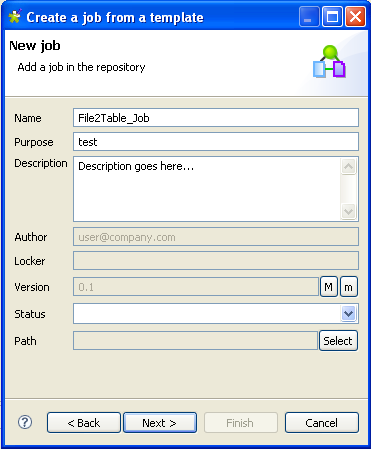 Create a job from a template
New job
Add a job in the repository
Name File2Table_Job
Purpose test
Description Description goes here...
Author user@company.com
Locker
Version 0.1 M m
Status
Path Select
? < Back Next > Finish Cancel